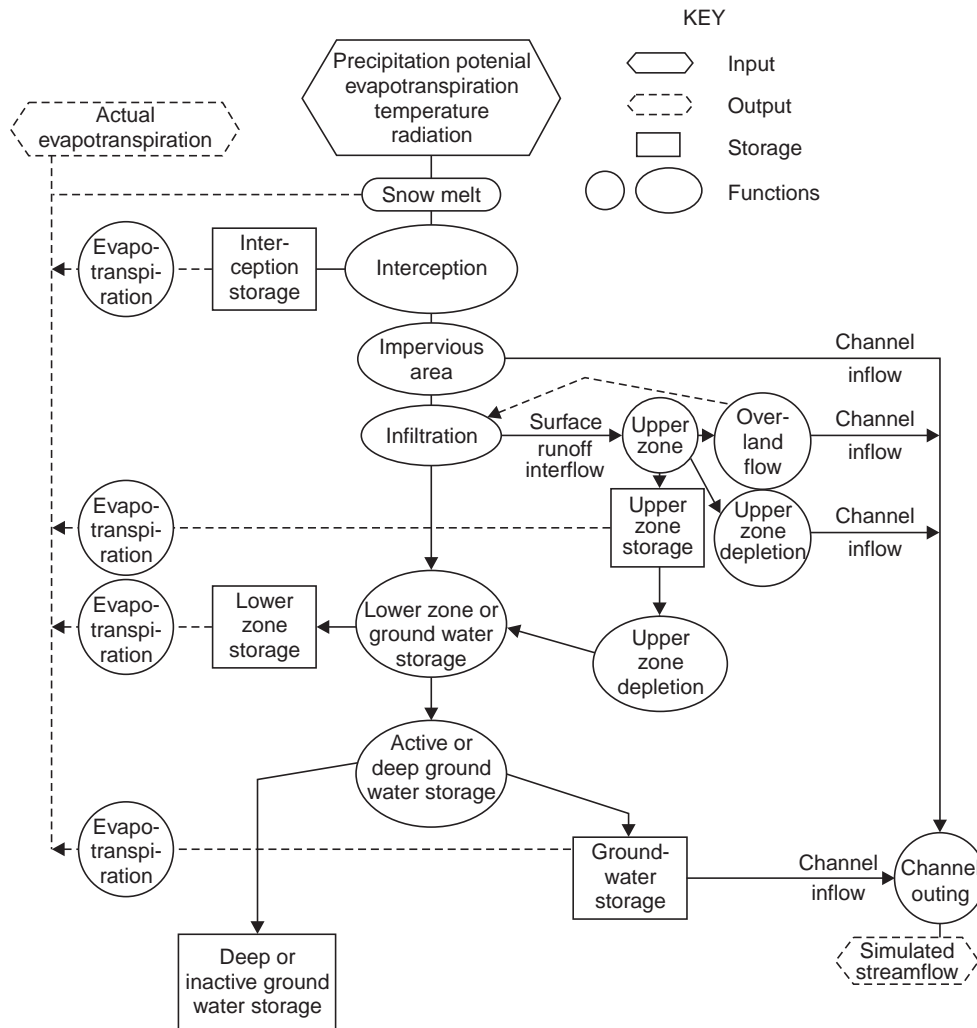 KEY
Input
Output
Storage
Functions
Precipitation potenial
evapotranspiration
temperature
radiation
Actual
evapotranspiration
Snow melt
Evapo-
transpi-
ration
Inter-
ception
storage
Interception
Impervious
area
Channel
inflow
Infiltration
Surface
runoff
interflow
Upper
zone
Over-
land
flow
Channel
inflow
Evapo-
transpi-
ration
Upper
zone
storage
Upper
zone
depletion
Channel
inflow
Evapo-
transpi-
ration
Lower
zone
storage
Lower zone or
ground water
storage
Upper
zone
depletion
Active or
deep ground
water storage
Evapo-
transpi-
ration
Ground-
water
storage
Channel
inflow
Channel
outing
Deep or
inactive ground
water storage
Simulated
streamflow